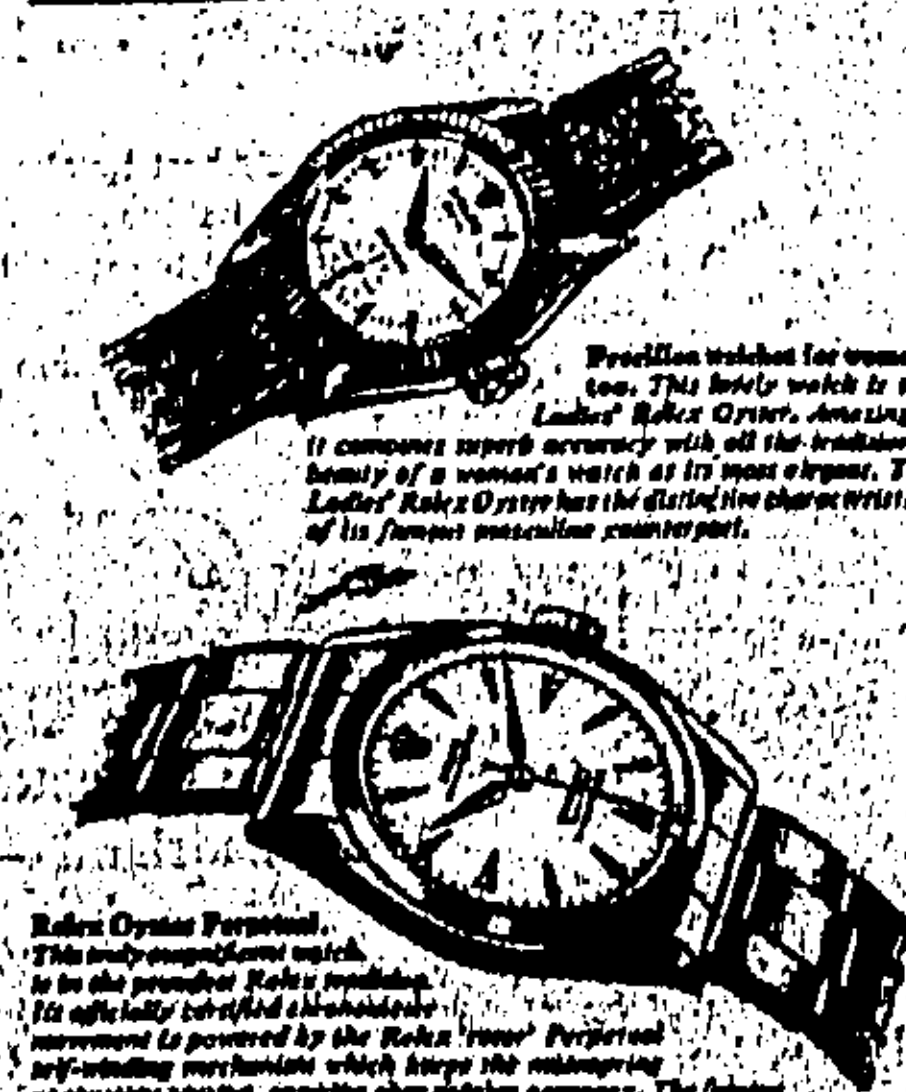 Precision watches for women
too. This lovely watch is
Ladies' Rolex Oyster. Amazing
it combines superb accuracy with all the
beauty of a woman's watch at its most elegant.
Ladies' Rolex Oyster has the distinctive
of its famous masculine counterpart.
Rolex Oyster Perpetual.
This truly magnificent watch
is in the proudest Rolex tradition.
Its officially certified chronometer
movement is powered by the Rolex 'rotor' Perpetual
self-winding mechanism which keeps the mainspring